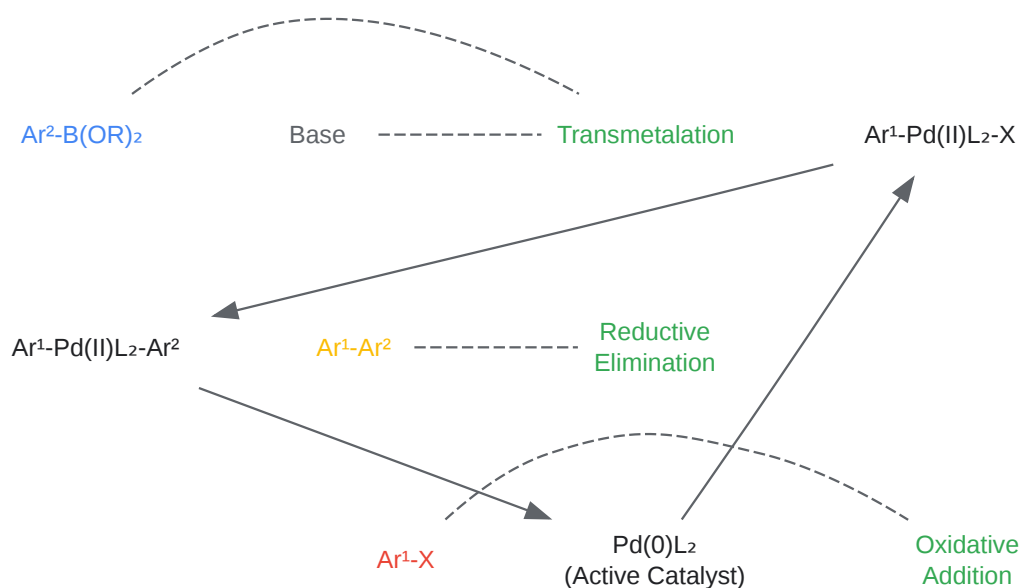 Ar²-B(OR)₂
Base
Transmetalation
Ar¹-Pd(II)L₂-X
Ar¹-Pd(II)L₂-Ar²
Ar¹-Ar²
Reductive
Elimination
Ar¹-X
Pd(0)L₂
(Active Catalyst)
Oxidative
Addition